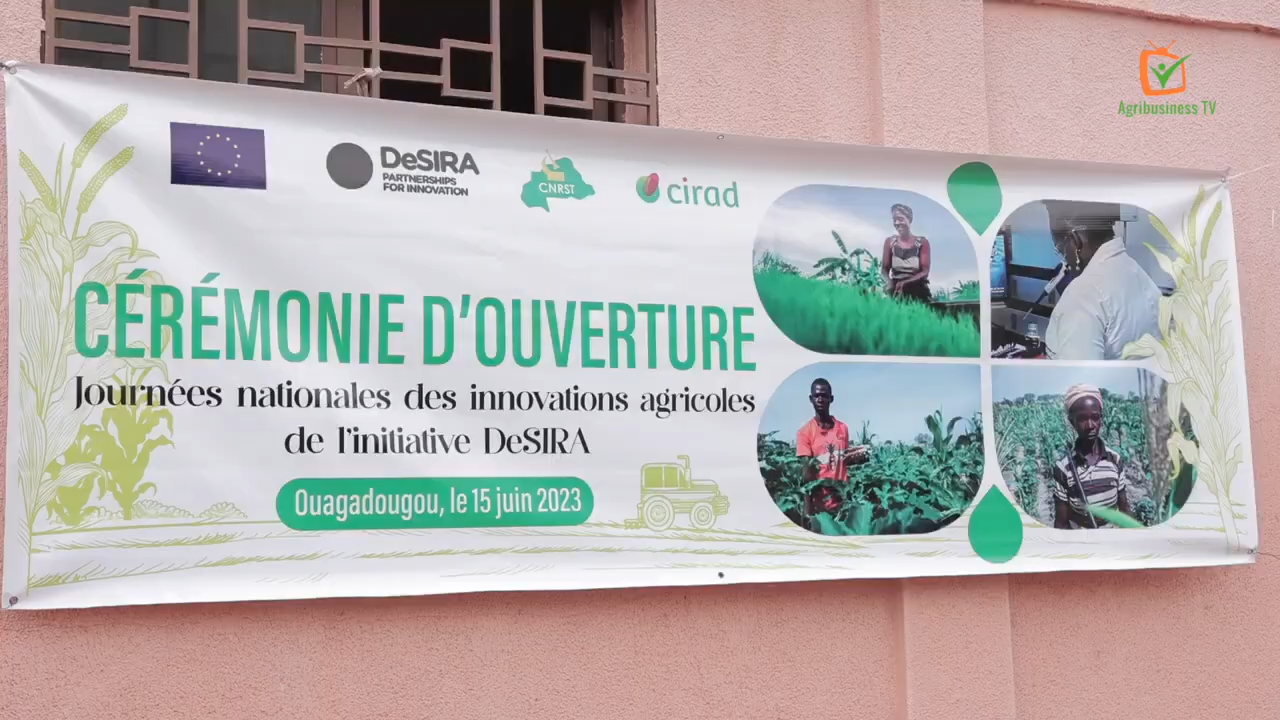 Agribusiness TV
DeSIRA
PARTNERSHIPS
FOR INNOVATION
CNRST
cirad
CÉRÉMONIE D'OUVERTURE
Journées nationales des innovations agricoles
de l'initiative DeSIRA
Ouagadougou, le 15 juin 2023